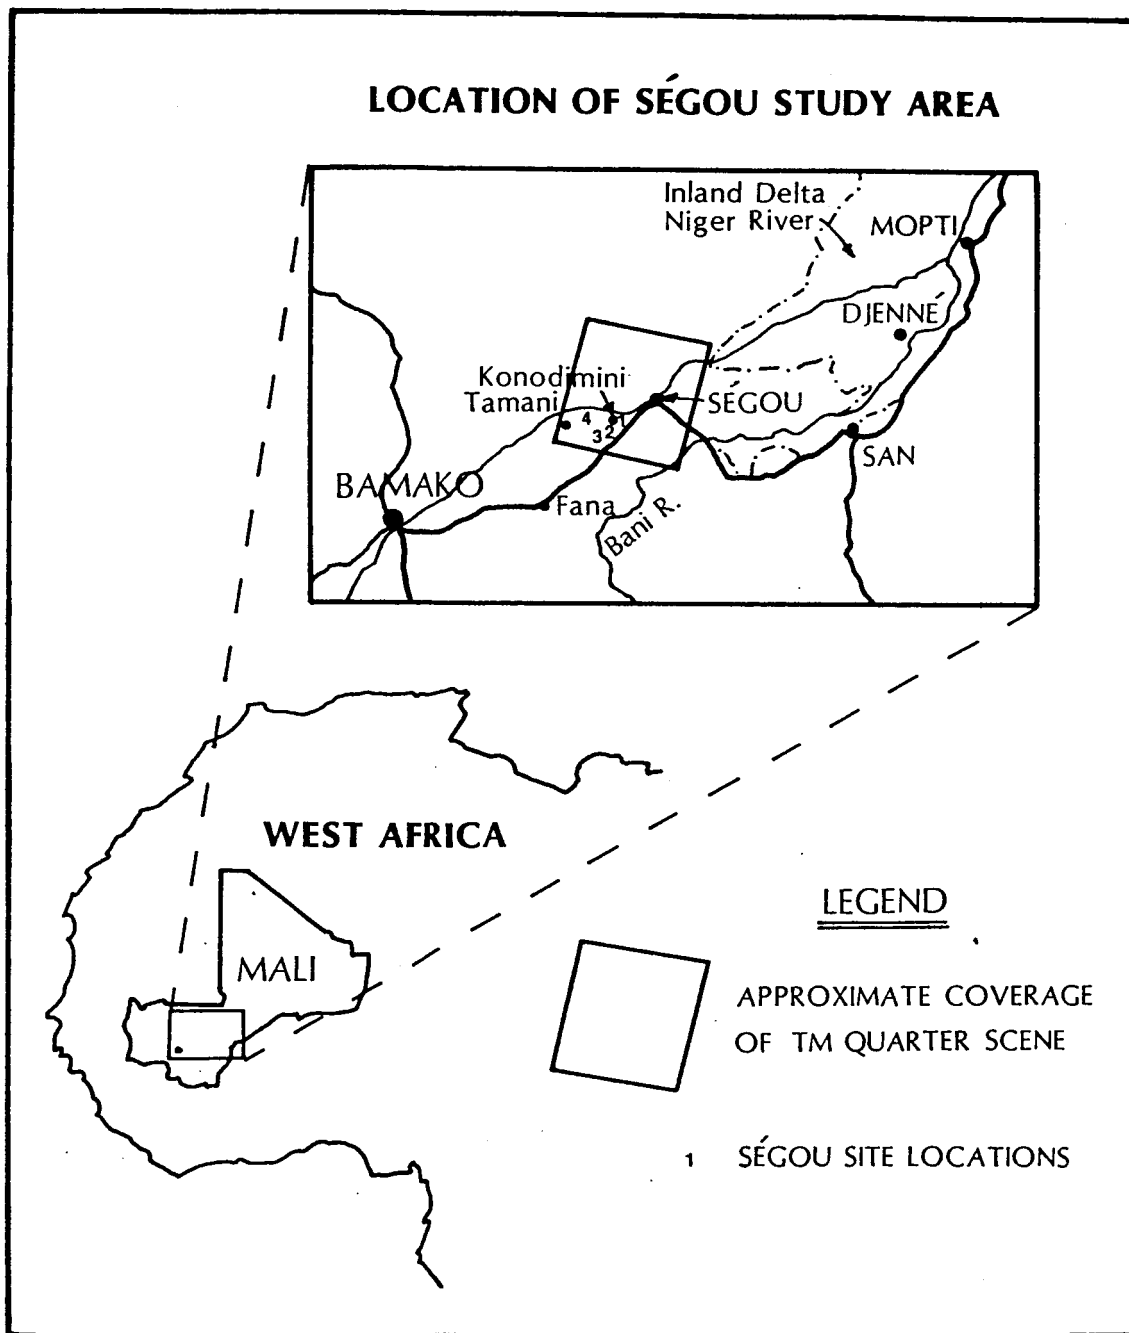 LOCATION OF SÉGOU STUDY AREA
Inland Delta
Niger River
MOPTI
DJENNÉ
Konodimini
Tamani
SÉGOU
4
1
3 2
SAN
BAMAKO
Fana
Bani R.
WEST AFRICA
MALI
LEGEND
APPROXIMATE COVERAGE
OF TM QUARTER SCENE
1 SÉGOU SITE LOCATIONS